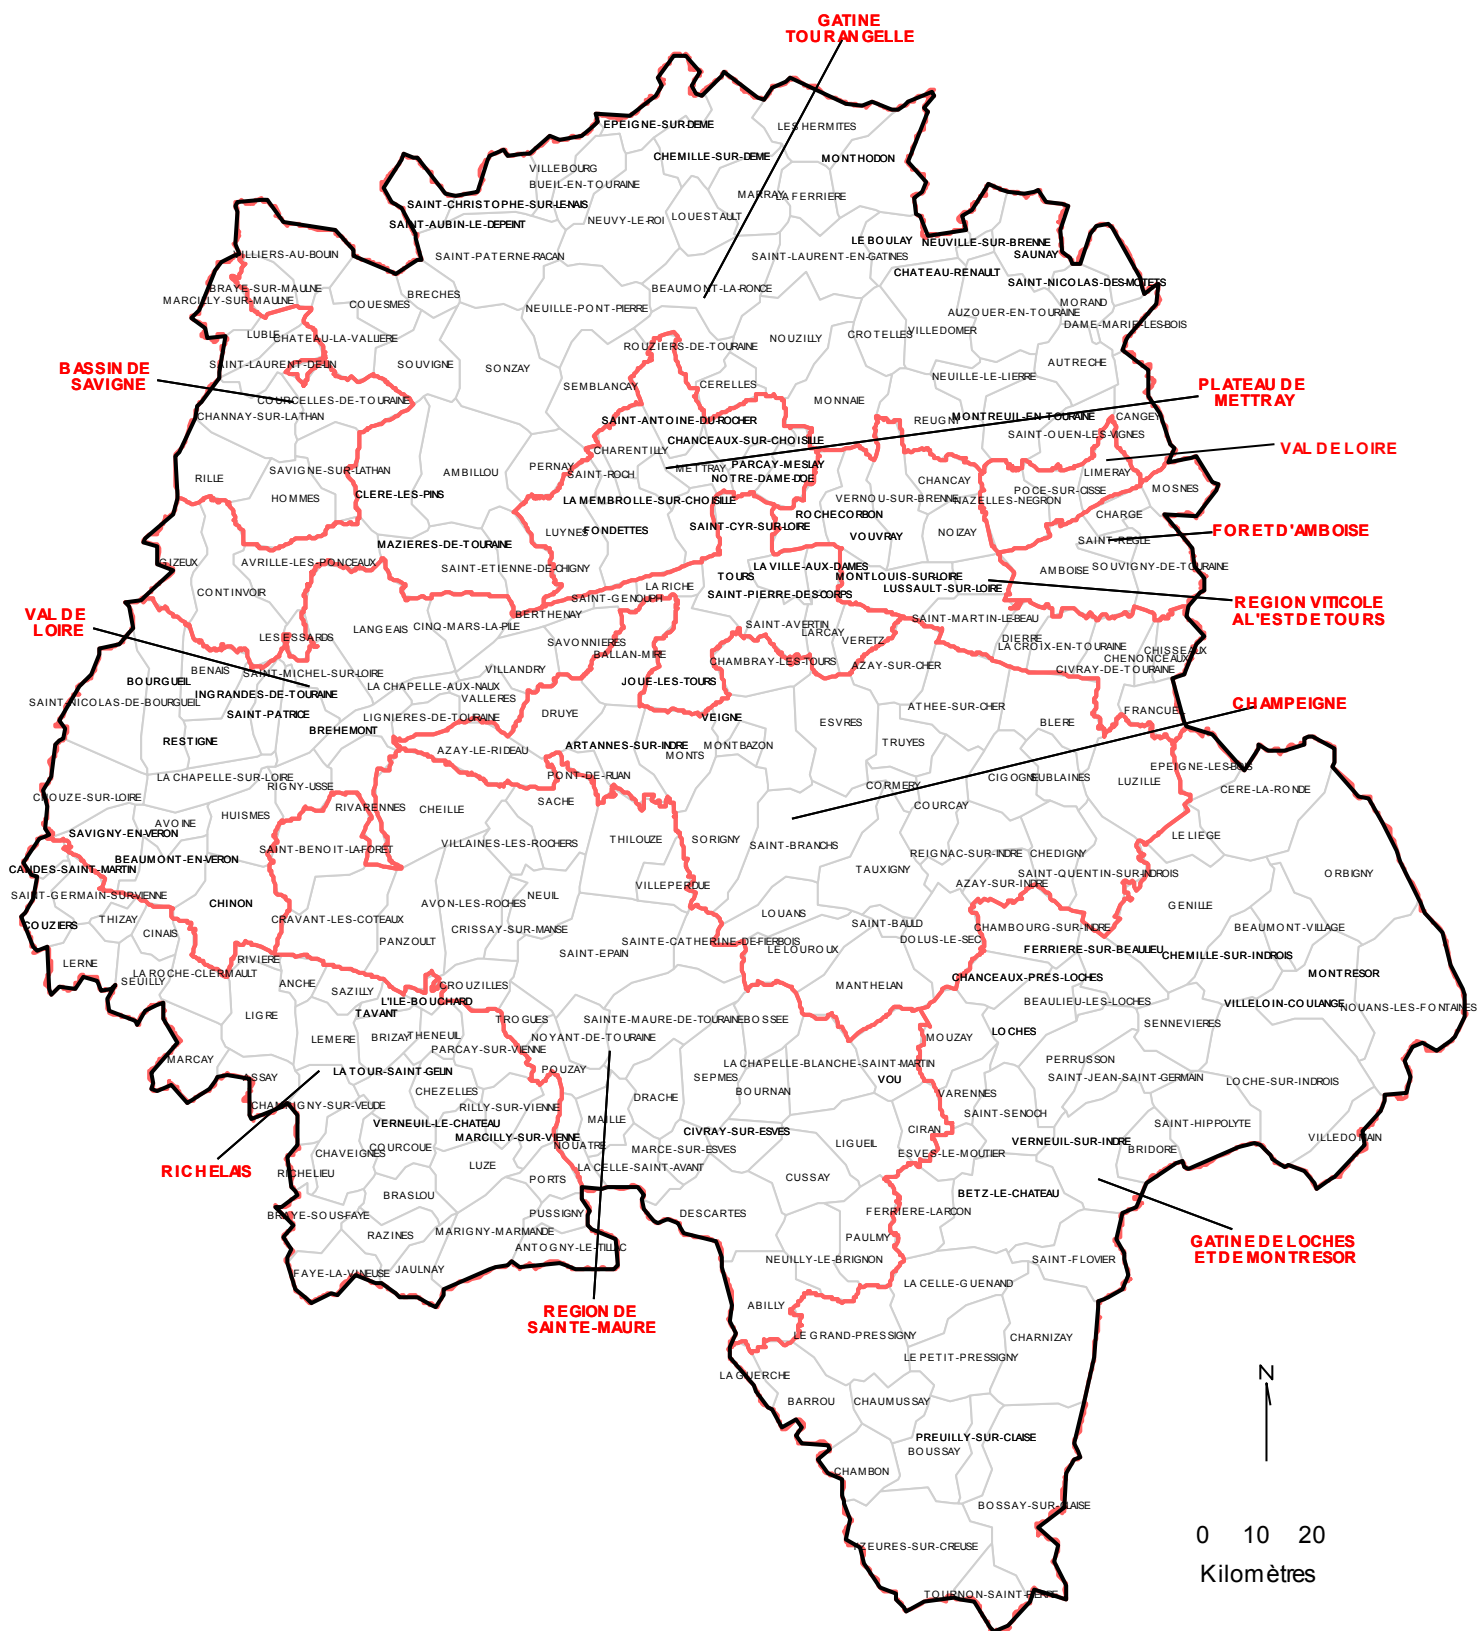 GATINE
TOURANGELLE
EPEIGNE-SUR-DEME
LES HERMITES
CHEMILLE-SUR-DEME
MONTHODON
VILLEBOURG
BUEIL-EN-TOURAINE
MARRAY
LA FERRIERE
SAINT-CHRISTOPHE-SUR-LE-NAIS
NEUVY-LE-ROI
LOUESTAULT
SAINT-AUBIN-LE-DEPEINT
LE BOULAY
NEUVILLE-SUR-BRENNE
SAUNAY
VILLIERS-AU-BOUIN
SAINT-PATERNE-RACAN
SAINT-LAURENT-EN-GATINES
CHATEAU-RENAULT
SAINT-NICOLAS-DES-MOTETS
BRAYE-SUR-MAULNE
MARCILLY-SUR-MAULNE
COUESMES
BRECHES
BEAUMONT-LA-RONCE
NEUILLE-PONT-PIERRE
MORAND
AUZOUER-EN-TOURAINE
DAME-MARIE-LES-BOIS
LUBLE
CHATEAU-LA-VALLIERE
NOUZILLY
CROTELLES
VILLEDOMER
ROUZIERS-DE-TOURAINE
SAINT-LAURENT-DE-LIN
SOUVIGNE
SONZAY
AUTRECHE
BASSIN DE
SAVIGNE
SEMBLANCAY
CERELLES
NEUILLE-LE-LIERRE
PLATEAU DE
METTRAY
COURCELLES-DE-TOURAINE
MONNAIE
CHANNAY-SUR-LATHAN
SAINT-ANTOINE-DU-ROCHER
REUGNY
MONTREUIL-EN-TOURAINE
CANGEY
CHANCEAUX-SUR-CHOISILLE
SAINT-OUEN-LES-VIGNES
VAL DE LOIRE
CHARENTILLY
PERNAY
SAINT-ROCH
METTRAY
PARCAY-MESLAY
NOTRE-DAME-D'OE
RILLE
SAVIGNE-SUR-LATHAN
AMBILLOU
CHANCAY
LIMERAY
HOMMES
CLERE-LES-PINS
LA MEMBROLLE-SUR-CHOISILLE
VERNOU-SUR-BRENNE
NAZELLES-NEGRON
POCE-SUR-CISSE
MOSNES
ROCHECORBON
CHARGE
LUYNES
FONDETTES
SAINT-CYR-SUR-LOIRE
VOUVRAY
NOIZAY
FORET D'AMBOISE
SAINT-REGLE
MAZIERES-DE-TOURAINE
GIZEUX
AVRILLE-LES-PONCEAUX
SAINT-ETIENNE-DE-CHIGNY
LA VILLE-AUX-DAMES
TOURS
MONTLOUIS-SUR-LOIRE
AMBOISE
SOUVIGNY-DE-TOURAINE
CONTINVOIR
LA RICHE
SAINT-GENOUPH
SAINT-PIERRE-DES-CORPS
LUSSAULT-SUR-LOIRE
REGION VITICOLE
A L'EST DE TOURS
VAL DE
LOIRE
BERTHENAY
SAINT-AVERTIN
LARCAY
SAINT-MARTIN-LE-BEAU
LES ESSARDS
LANGEAIS
CINQ-MARS-LA-PILE
SAVONNIERES
BALLAN-MIRE
VERETZ
DIERRE
LA CROIX-EN-TOURAINE
CHISSEAUX
CHENONCEAUX
BENAIS
SAINT-MICHEL-SUR-LOIRE
VILLANDRY
CHAMBRAY-LES-TOURS
AZAY-SUR-CHER
CIVRAY-DE-TOURAINE
BOURGUEIL
INGRANDES-DE-TOURAINE
LA CHAPELLE-AUX-NAUX
JOUE-LES-TOURS
SAINT-NICOLAS-DE-BOURGUEIL
VALLERES
ATHEE-SUR-CHER
FRANCUEIL
CHAMPEIGNE
SAINT-PATRICE
LIGNIERES-DE-TOURAINE
DRUYE
VEIGNE
ESVRES
BLERE
BREHEMONT
RESTIGNE
AZAY-LE-RIDEAU
ARTANNES-SUR-INDRE
MONTS
MONTBAZON
TRUYES
LA CHAPELLE-SUR-LOIRE
RIGNY-USSE
PONT-DE-RUAN
CORMERY
CIGOGNE
SUBLAINES
LUZILLE
EPEIGNE-LES-BOIS
CERE-LA-RONDE
CHOUZE-SUR-LOIRE
RIVARENNES
CHEILLE
SACHE
COURCAY
HUISMES
AVOINE
SAVIGNY-EN-VERON
SAINT-BENOIT-LA-FORET
VILLAINES-LES-ROCHERS
THILOUZE
SORIGNY
SAINT-BRANCHS
LE LIEGE
BEAUMONT-EN-VERON
REIGNAC-SUR-INDRE
CHEDIGNY
CANDES-SAINT-MARTIN
TAUXIGNY
SAINT-QUENTIN-SUR-INDROIS
ORBIGNY
SAINT-GERMAIN-SUR-VIENNE
VILLEPERDUE
AZAY-SUR-INDRE
CHINON
NEUIL
AVON-LES-ROCHES
GENILLE
COUZIERS
THIZAY
CRAVANT-LES-COTEAUX
LOUANS
SAINT-BAULD
CHAMBOURG-SUR-INDRE
BEAUMONT-VILLAGE
CINAIS
CRISSAY-SUR-MANSE
PANZOULT
SAINTE-CATHERINE-DE-FIERBOIS
LE LOUROUX
DOLUS-LE-SEC
FERRIERE-SUR-BEAULIEU
CHEMILLE-SUR-INDROIS
SAINT-EPAIN
LERNE
RIVIERE
LA ROCHE-CLERMAULT
SEUILLY
ANCHE
CROUZILLES
CHANCEAUX-PRES-LOCHES
MONTRESOR
SAZILLY
MANTHELAN
L'ILE-BOUCHARD
BEAULIEU-LES-LOCHES
VILLELOIN-COULANGE
NOUANS-LES-FONTAINES
LIGRE
TAVANT
TROGUES
SAINTE-MAURE-DE-TOURAINE
BOSSEE
SENNEVIERES
LEMERE
BRIZAY
THENEUIL
NOYANT-DE-TOURAINE
MOUZAY
LOCHES
PARCAY-SUR-VIENNE
MARCAY
LA CHAPELLE-BLANCHE-SAINT-MARTIN
PERRUSSON
ASSAY
LA TOUR-SAINT-GELIN
POUZAY
SEPMES
VOU
SAINT-JEAN-SAINT-GERMAIN
LOCHE-SUR-INDROIS
CHEZELLES
DRACHE
BOURNAN
VARENNES
CHAMPIGNY-SUR-VEUDE
RILLY-SUR-VIENNE
SAINT-SENOCH
VERNEUIL-LE-CHATEAU
MAILLE
SAINT-HIPPOLYTE
MARCILLY-SUR-VIENNE
CIVRAY-SUR-ESVES
CIRAN
VILLEDOMAIN
COURCOUE
NOUATRE
LIGUEIL
VERNEUIL-SUR-INDRE
CHAVEIGNES
MARCE-SUR-ESVES
ESVES-LE-MOUTIER
BRIDORE
RICHELAIS
RICHELIEU
LUZE
LA CELLE-SAINT-AVANT
CUSSAY
PORTS
BRASLOU
BETZ-LE-CHATEAU
BRAYE-SOUS-FAYE
PUSSIGNY
DESCARTES
FERRIERE-LARCON
RAZINES
MARIGNY-MARMANDE
PAULMY
GATINE DE LOCHES
ET DE MONTRESOR
ANTOGNY-LE-TILLAC
NEUILLY-LE-BRIGNON
SAINT-FLOVIER
FAYE-LA-VINEUSE
JAULNAY
LA CELLE-GUENAND
REGION DE
SAINTE-MAURE
ABILLY
LE GRAND-PRESSIGNY
CHARNIZAY
LE PETIT-PRESSIGNY
LA GUERCHE
N
BARROU
CHAUMUSSAY
PREUILLY-SUR-CLAISE
BOUSSAY
CHAMBON
BOSSAY-SUR-CLAISE
0 10 20
Kilomètres
YZEURES-SUR-CREUSE
TOURNON-SAINT-PIERRE